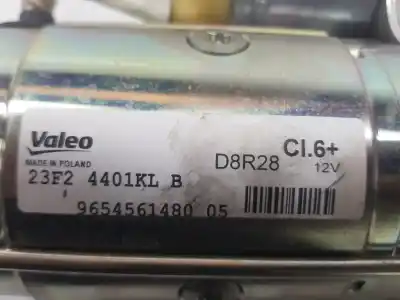 Valeo
MADE IN POLAND
D8R28 Cl.6+
12V
23F2 4401KL B
9654561480 05